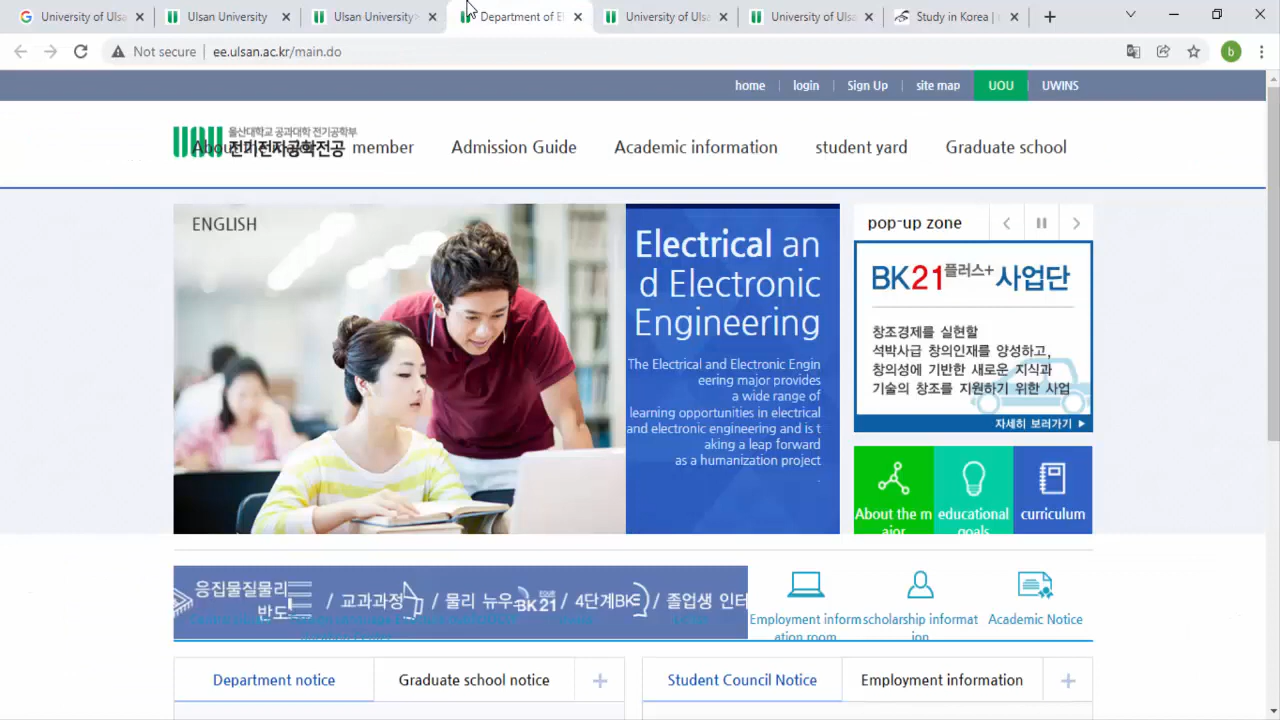 University of Ulsa
Ulsan University
Ulsan University
Department of El
University of Ulsa
University of Ulsa
Study in Korea |
Not secure
ee.ulsan.ac.kr/main.do
b
home
login
Sign Up
site map
UOU
UWINS
울산대학교 공과대학 전기공학부
전기전자공학전공
member
Admission Guide
Academic information
student yard
Graduate school
ENGLISH
Electrical an
d Electronic
Engineering
The Electrical and Electronic Engin
eering major provides
a wide range of
learning opportunities in electrical
and electronic engineering and is t
aking a leap forward
as a humanization project
.
pop-up zone
BK21플러스+ 사업단
창조경제를 실현할
석박사급 창의인재를 양성하고,
창의성에 기반한 새로운 지식과
기술의 창조를 지원하기 위한 사업
자세히 보러가기 ▶
About the m
ajor
educational
goals
curriculum
응집물질물리
반도
/ 교과과정
/ 물리 뉴우
BK21
/ 4단계BK
/ 졸업생 인터
Employment inform
ation room
scholarship informat
ion
Academic Notice
Department notice
Graduate school notice
Student Council Notice
Employment information